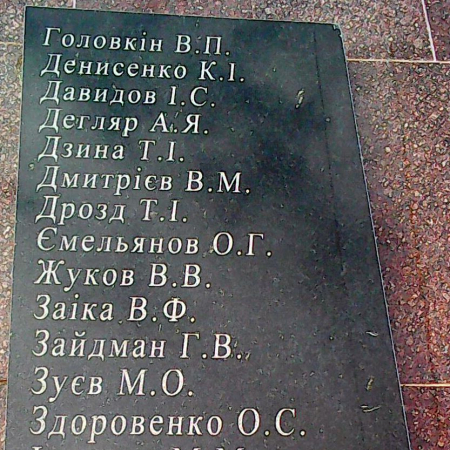 Головкін В.П.
Денисенко К.І.
Давидов І.С.
Дегляр А.Я.
Дзина Т.І.
Дмитрієв В.М.
Дрозд Т.І.
Ємельянов О.Г.
Жуков В.В.
Заіка В.Ф.
Зайдман Г.В.
Зуєв М.О.
Здоровенко О.С.